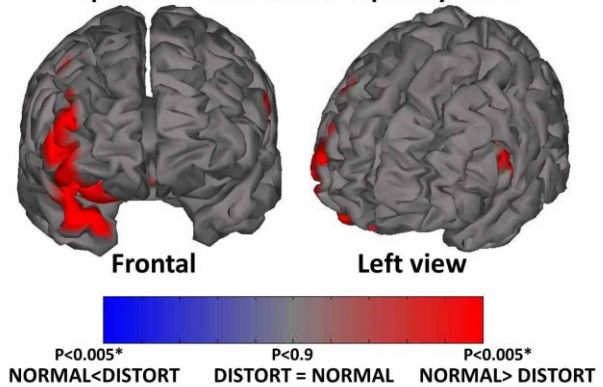 Frontal
Left view
P<0.005*
P<0.9
P<0.005*
NORMAL<DISTORT
DISTORT = NORMAL
NORMAL> DISTORT